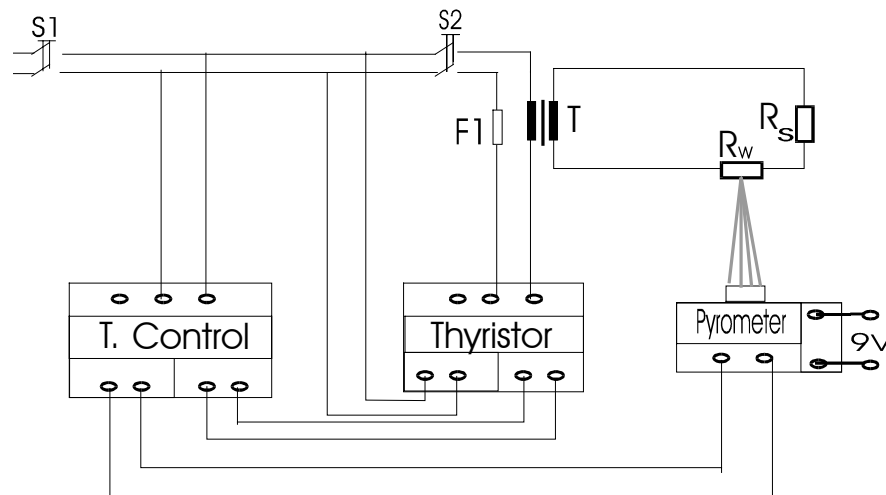 S1
S2
F1
T
Rs
Rw
T. Control
Thyristor
Pyrometer
9V